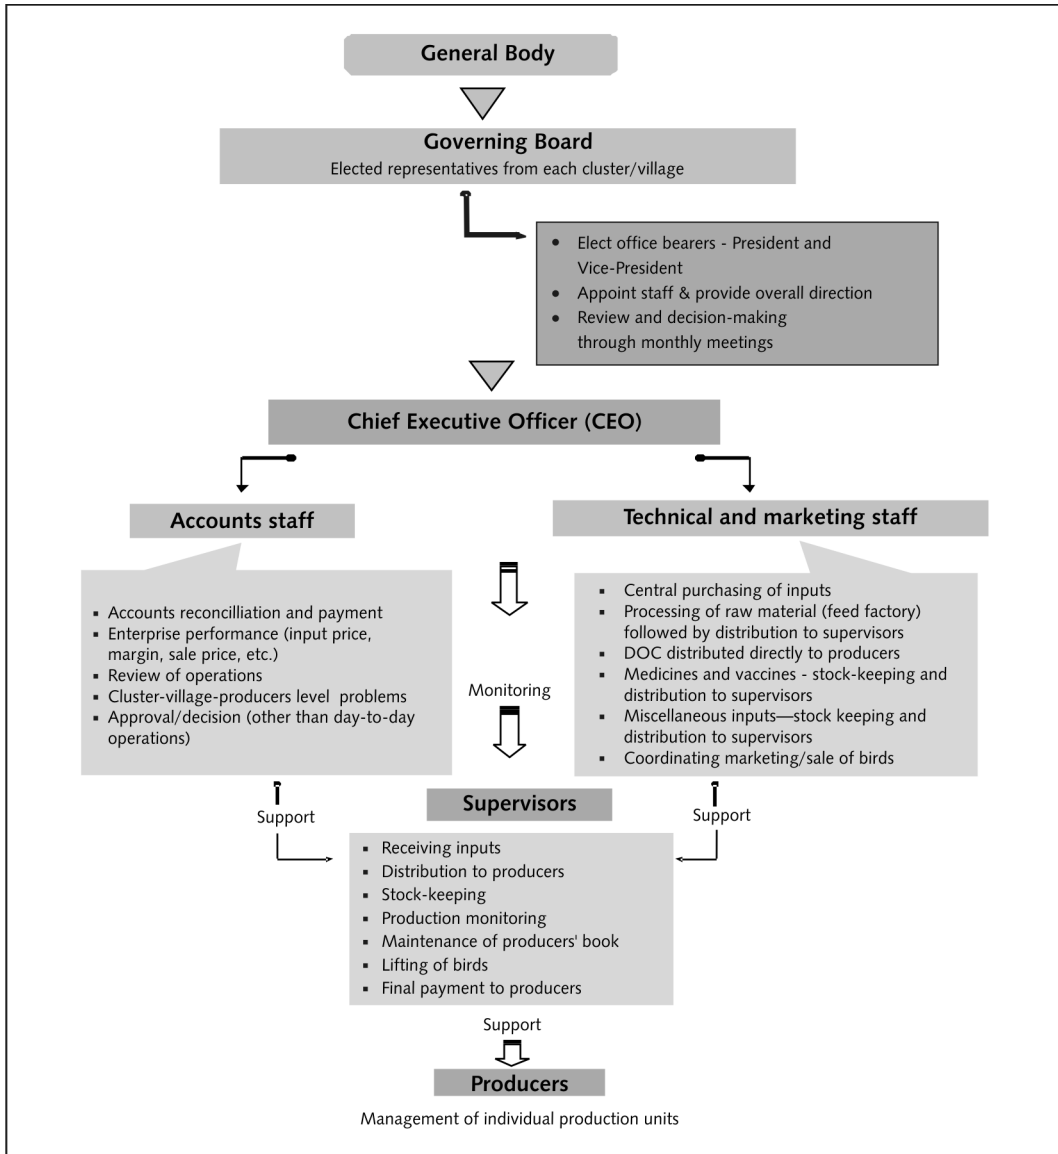 General Body
Governing Board
Elected representatives from each cluster/village
• Elect office bearers - President and
Vice-President
• Appoint staff & provide overall direction
• Review and decision-making
through monthly meetings
Chief Executive Officer (CEO)
Accounts staff
▪ Accounts reconcilliation and payment
▪ Enterprise performance (input price,
margin, sale price, etc.)
▪ Review of operations
▪ Cluster-village-producers level problems
▪ Approval/decision (other than day-to-day
operations)
Technical and marketing staff
▪ Central purchasing of inputs
▪ Processing of raw material (feed factory)
followed by distribution to supervisors
▪ DOC distributed directly to producers
▪ Medicines and vaccines - stock-keeping and
distribution to supervisors
▪ Miscellaneous inputs—stock keeping and
distribution to supervisors
▪ Coordinating marketing/sale of birds
Monitoring
Support
Support
Supervisors
▪ Receiving inputs
▪ Distribution to producers
▪ Stock-keeping
▪ Production monitoring
▪ Maintenance of producers' book
▪ Lifting of birds
▪ Final payment to producers
Support
Producers
Management of individual production units